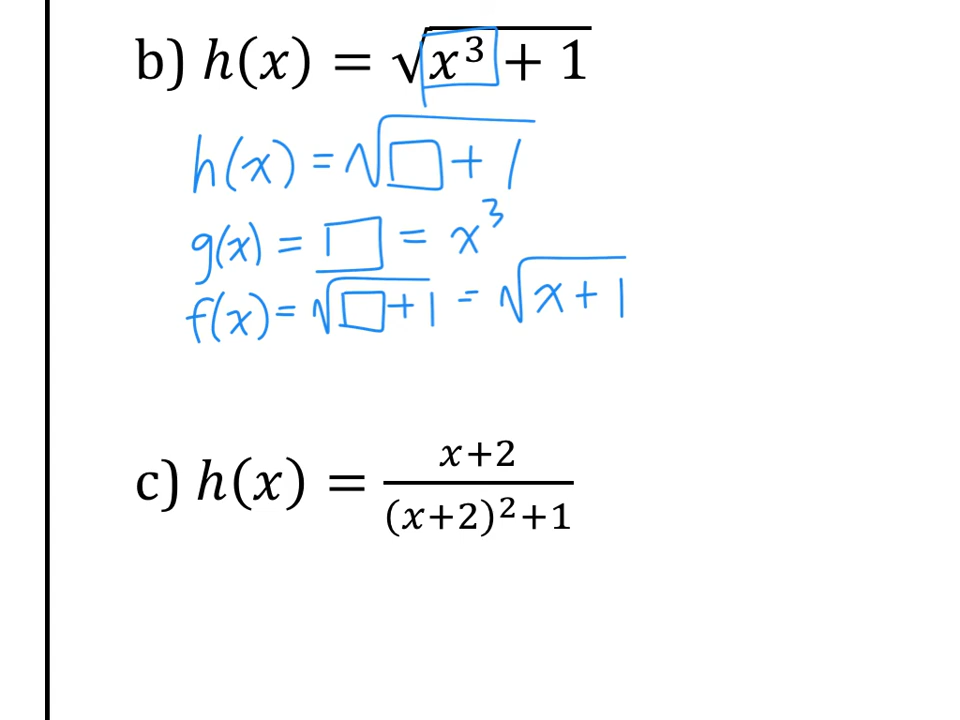 b) h(x) = √(x³ + 1)
h(x) = √(□ + 1)
g(x) = □ = x³
f(x) = √(□ + 1) = √(x + 1)
c) h(x) = (x+2)/((x+2)²+1)